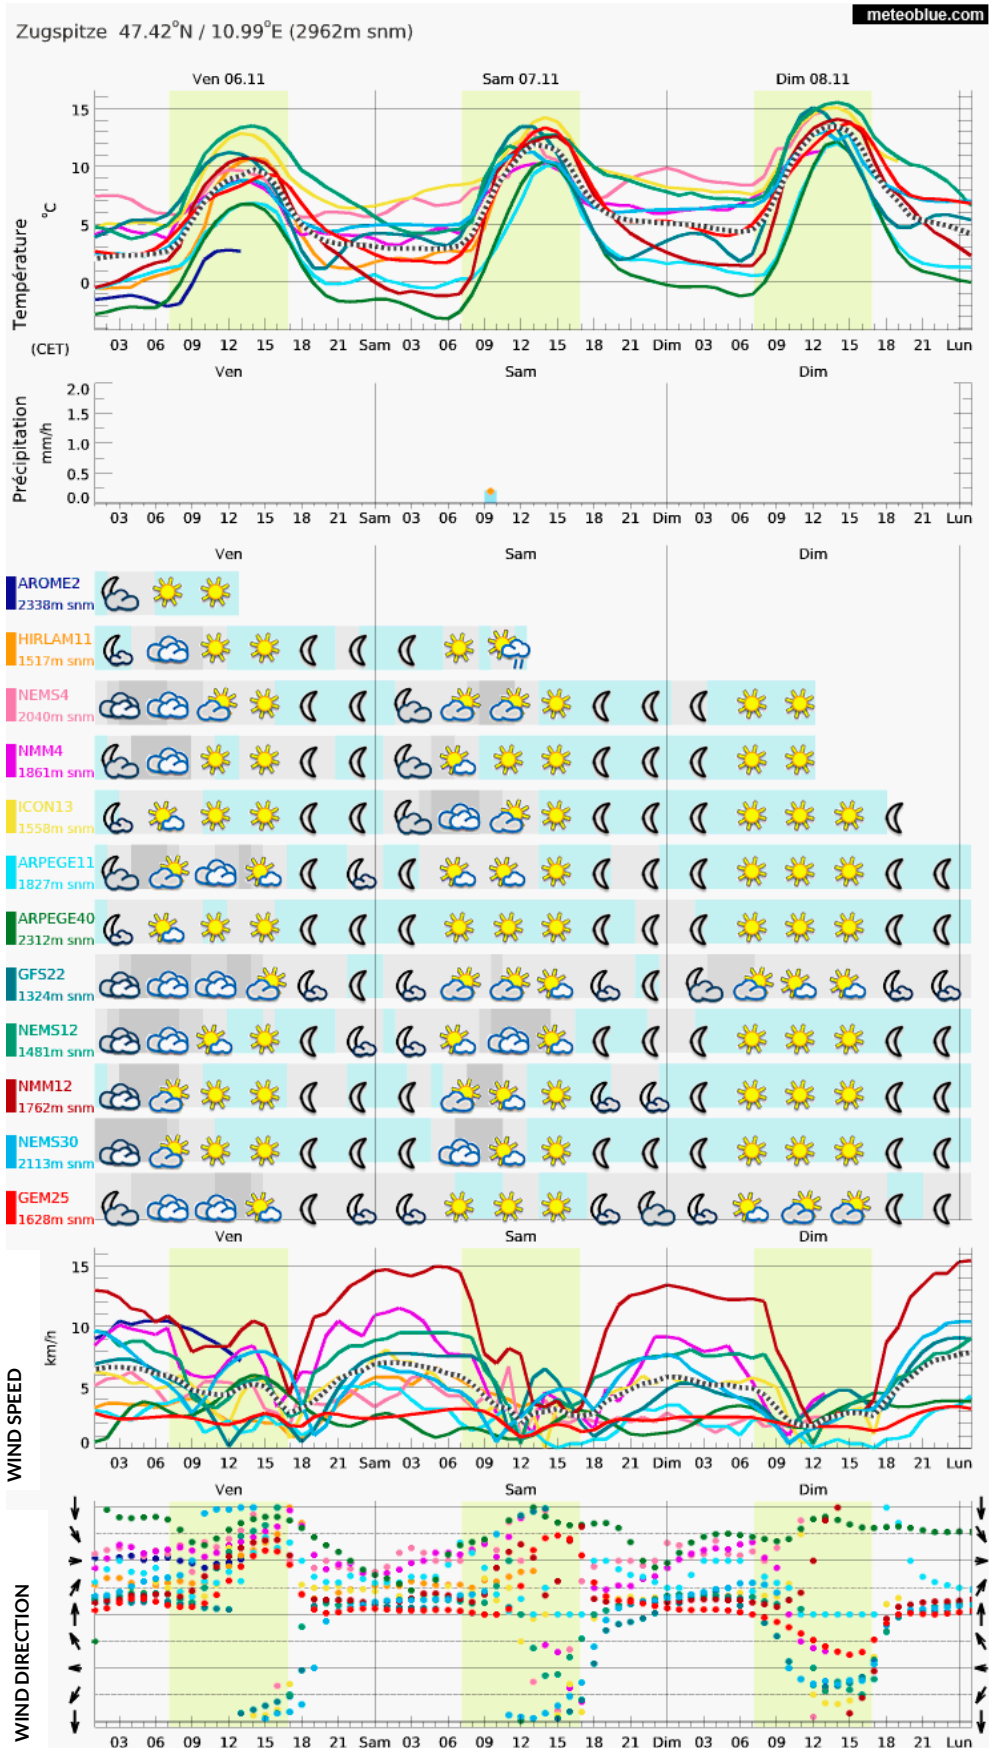 meteoblue.com
Zugspitze 47.42°N / 10.99°E (2962m snm)
Ven 06.11 Sam 07.11 Dim 08.11
Température °C
15
10
5
0
(CET) 03 06 09 12 15 18 21 Sam 03 06 09 12 15 18 21 Dim 03 06 09 12 15 18 21 Lun
Ven Sam Dim
Précipitation mm/h
2.0
1.5
1.0
0.5
0.0
03 06 09 12 15 18 21 Sam 03 06 09 12 15 18 21 Dim 03 06 09 12 15 18 21 Lun
Ven Sam Dim
AROME2
2338m snm
HIRLAM11
1517m snm
NEMS4
2040m snm
NMM4
1861m snm
ICON13
1558m snm
ARPEGE11
1827m snm
ARPEGE40
2312m snm
GFS22
1324m snm
NEMS12
1481m snm
NMM12
1762m snm
NEMS30
2113m snm
GEM25
1628m snm
Ven Sam Dim
WIND SPEED
km/h
15
10
5
0
03 06 09 12 15 18 21 Sam 03 06 09 12 15 18 21 Dim 03 06 09 12 15 18 21 Lun
Ven Sam Dim
WIND DIRECTION
03 06 09 12 15 18 21 Sam 03 06 09 12 15 18 21 Dim 03 06 09 12 15 18 21 Lun